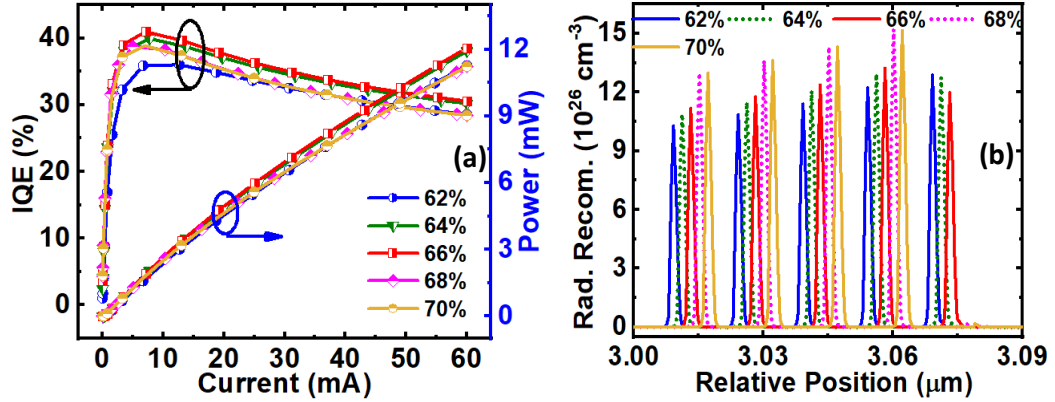 40
30
20
10
0
IQE (%)
0 10 20 30 40 50 60
Current (mA)
12
9
6
3
0
Power (mW)
(a)
62%
64%
66%
68%
70%
15
12
9
6
3
0
Rad. Recom. (10²⁶ cm⁻³)
62% 64% 66% 68%
70%
(b)
3.00 3.03 3.06 3.09
Relative Position (μm)